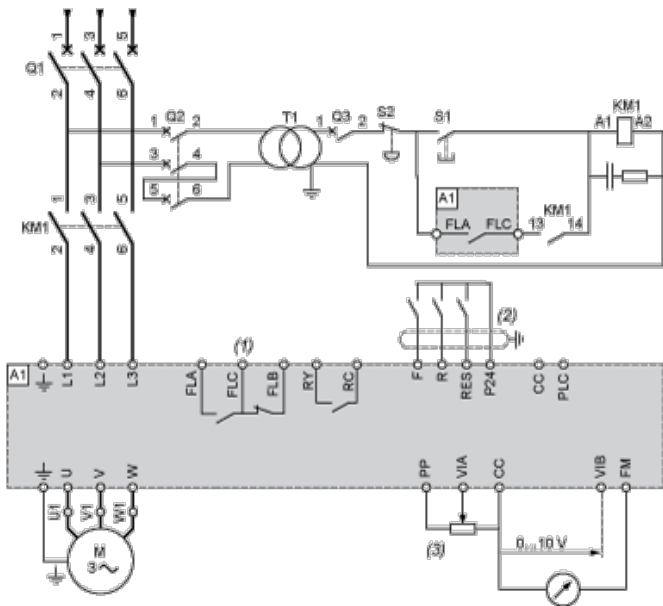 1 3 5
Q1
2 4 6
1 Q2 2
3 4
5 6
T1
1 Q3 2
S2
S1
KM1
A1 A2
A1
FLA FLC
13 KM1 14
1 3 5
KM1
2 4 6
(1)
(2)
A1
L1 L2 L3
FLA FLC FLB RY RC
F R RES P24 CC PLC
U V W
PP VIA CC VIB FM
U1 V1 W1
M
3~
(3)
0 ... 10 V